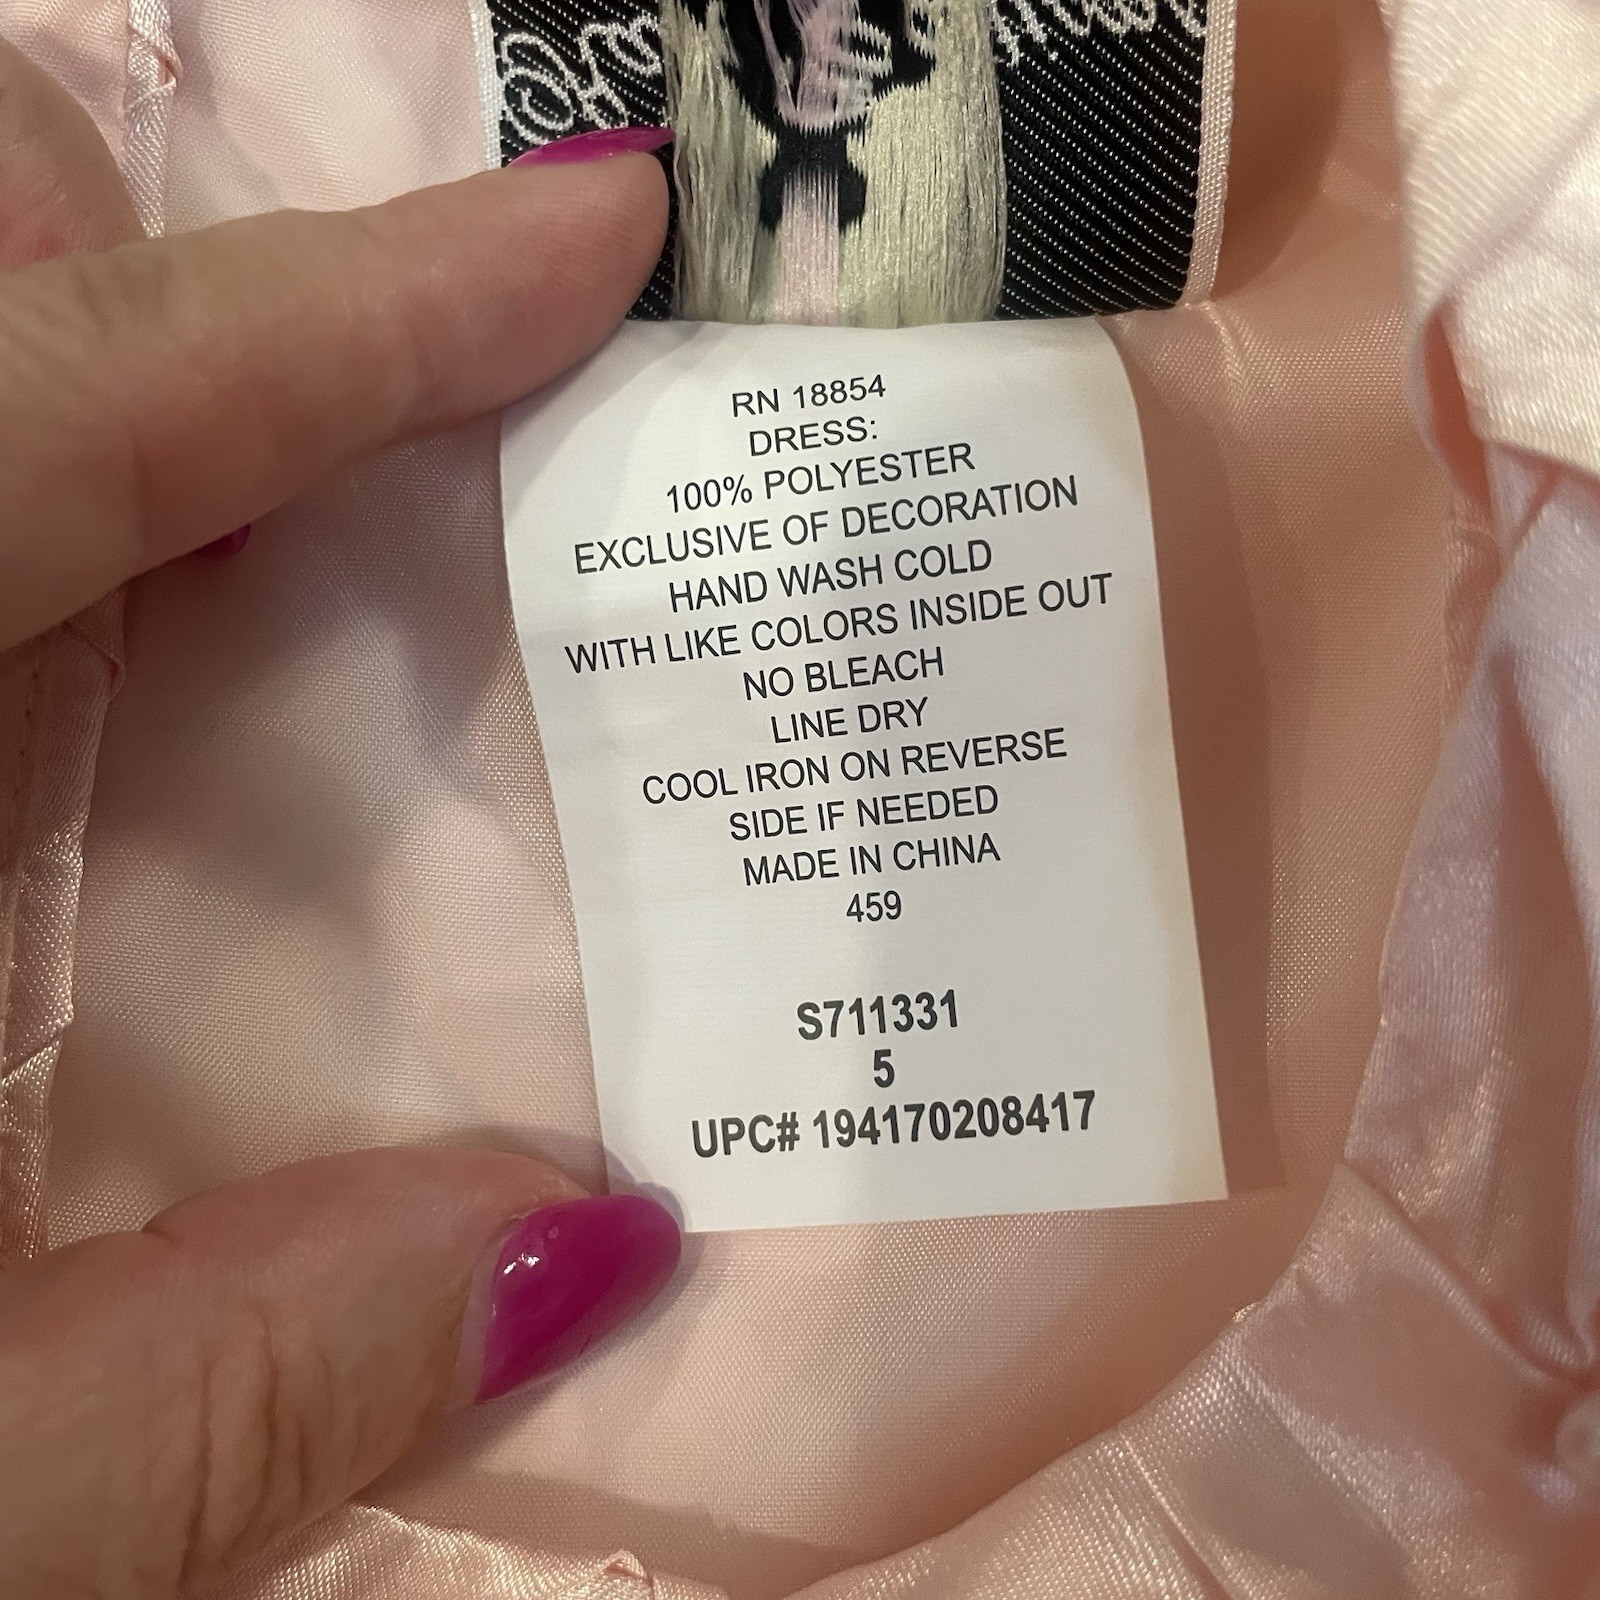 RN 18854
DRESS:
100% POLYESTER
EXCLUSIVE OF DECORATION
HAND WASH COLD
WITH LIKE COLORS INSIDE OUT
NO BLEACH
LINE DRY
COOL IRON ON REVERSE
SIDE IF NEEDED
MADE IN CHINA
459
S711331
5
UPC# 194170208417